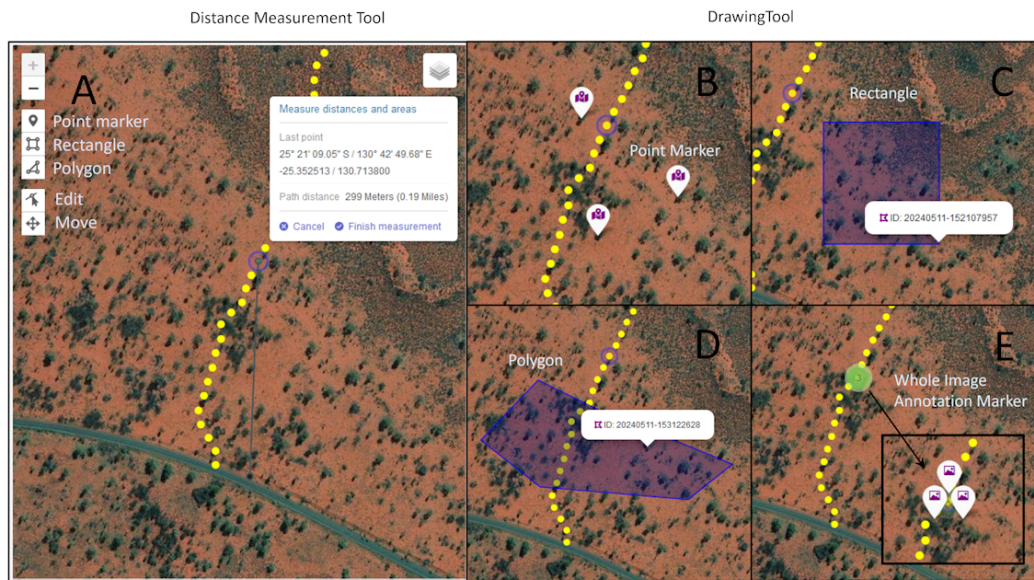 Distance Measurement Tool
DrawingTool
A
+
−
Point marker
Rectangle
Polygon
Edit
Move
Measure distances and areas
Last point
25° 21' 09.05" S / 130° 42' 49.68" E
-25.352513 / 130.713800
Path distance 299 Meters (0.19 Miles)
Cancel Finish measurement
B
Point Marker
C
Rectangle
ID: 20240511-152107957
D
Polygon
ID: 20240511-153122628
E
3
Whole Image
Annotation Marker